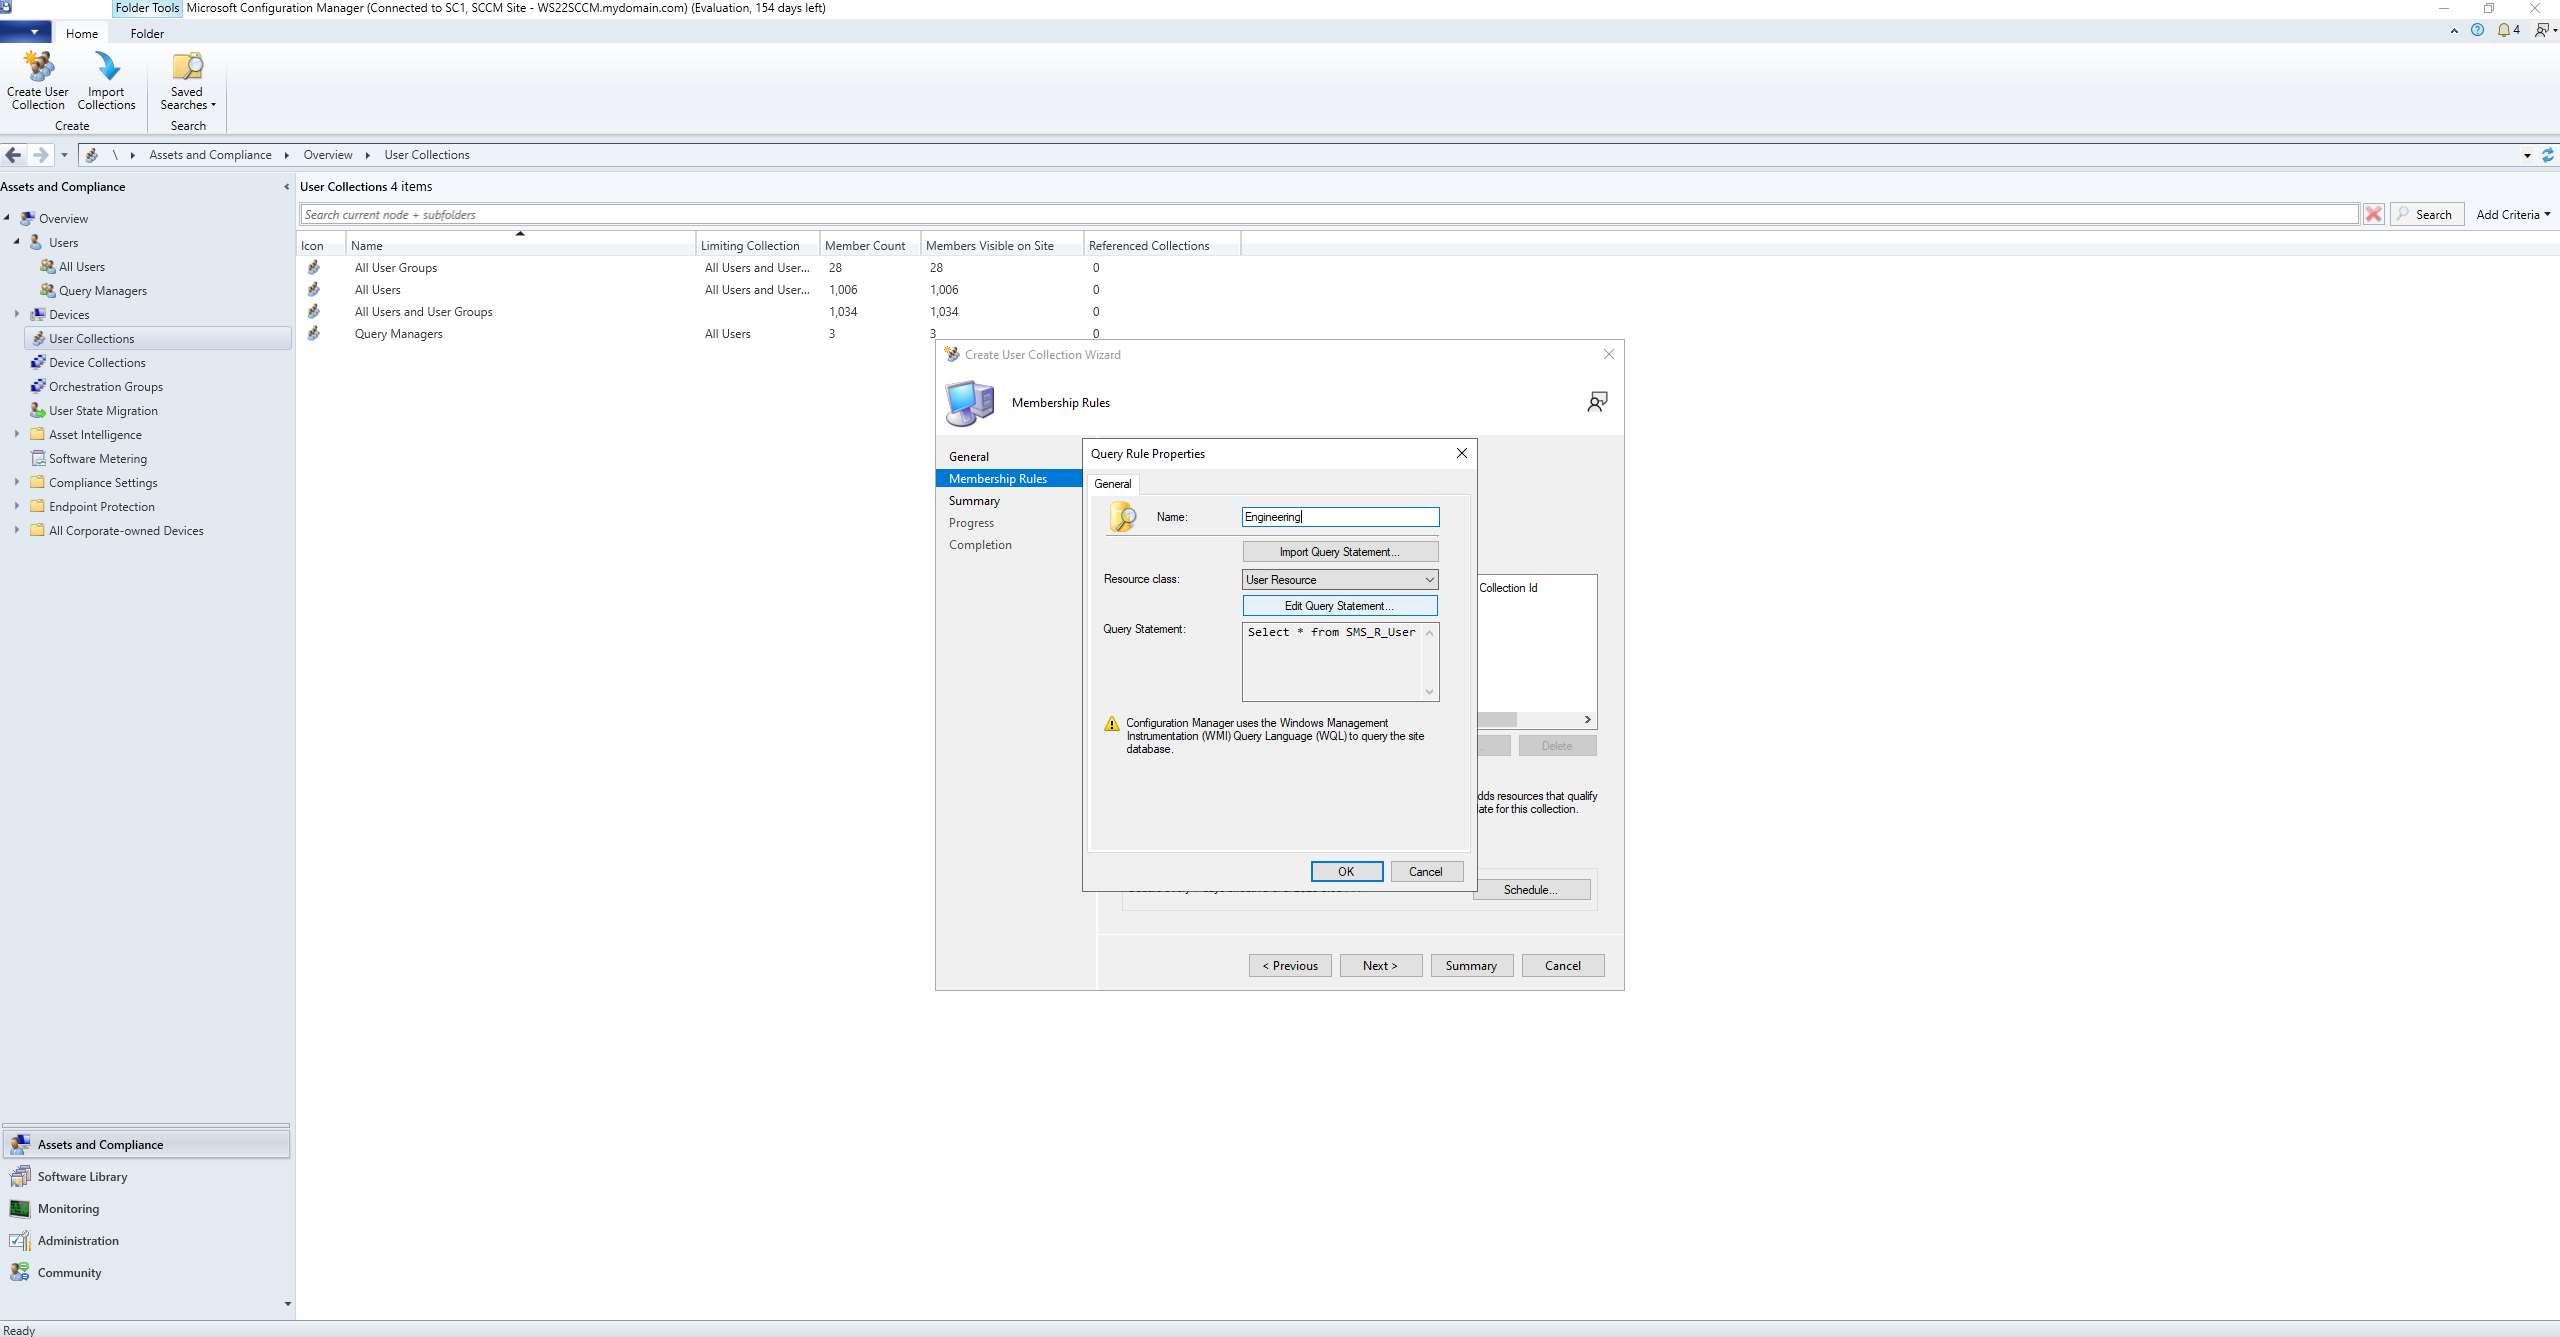 Folder Tools Microsoft Configuration Manager (Connected to SC1, SCCM Site - WS22SCCM.mydomain.com) (Evaluation, 154 days left)
Home Folder
4
Create User Collection
Import Collections
Saved Searches
Create
Search
\ Assets and Compliance Overview User Collections
Assets and Compliance
Overview
Users
All Users
Query Managers
Devices
User Collections
Device Collections
Orchestration Groups
User State Migration
Asset Intelligence
Software Metering
Compliance Settings
Endpoint Protection
All Corporate-owned Devices
Assets and Compliance
Software Library
Monitoring
Administration
Community
Ready
User Collections 4 items
Search current node + subfolders
Search
Add Criteria
Icon Name Limiting Collection Member Count Members Visible on Site Referenced Collections
All User Groups All Users and User... 28 28 0
All Users All Users and User... 1,006 1,006 0
All Users and User Groups 1,034 1,034 0
Query Managers All Users 3 3 0
Create User Collection Wizard
Membership Rules
General
Membership Rules
Summary
Progress
Completion
Query Rule Properties
General
Name: Engineering
Import Query Statement...
Resource class: User Resource
Edit Query Statement...
Query Statement: Select * from SMS_R_User
Configuration Manager uses the Windows Management
Instrumentation (WMI) Query Language (WQL) to query the site
database.
OK
Cancel
Collection Id
Delete
dds resources that qualify
ate for this collection.
Schedule...
< Previous
Next >
Summary
Cancel